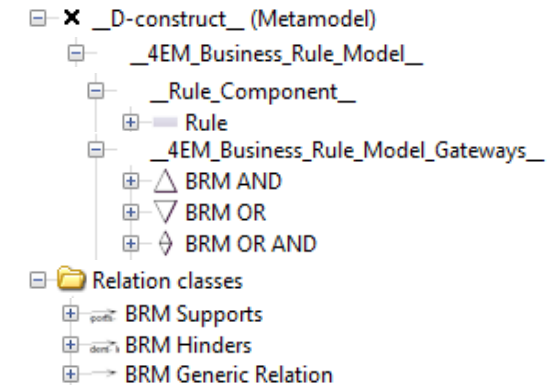 __D-construct__ (Metamodel)
__4EM_Business_Rule_Model__
__Rule_Component__
Rule
__4EM_Business_Rule_Model_Gateways__
BRM AND
BRM OR
BRM OR AND
Relation classes
BRM Supports
BRM Hinders
BRM Generic Relation